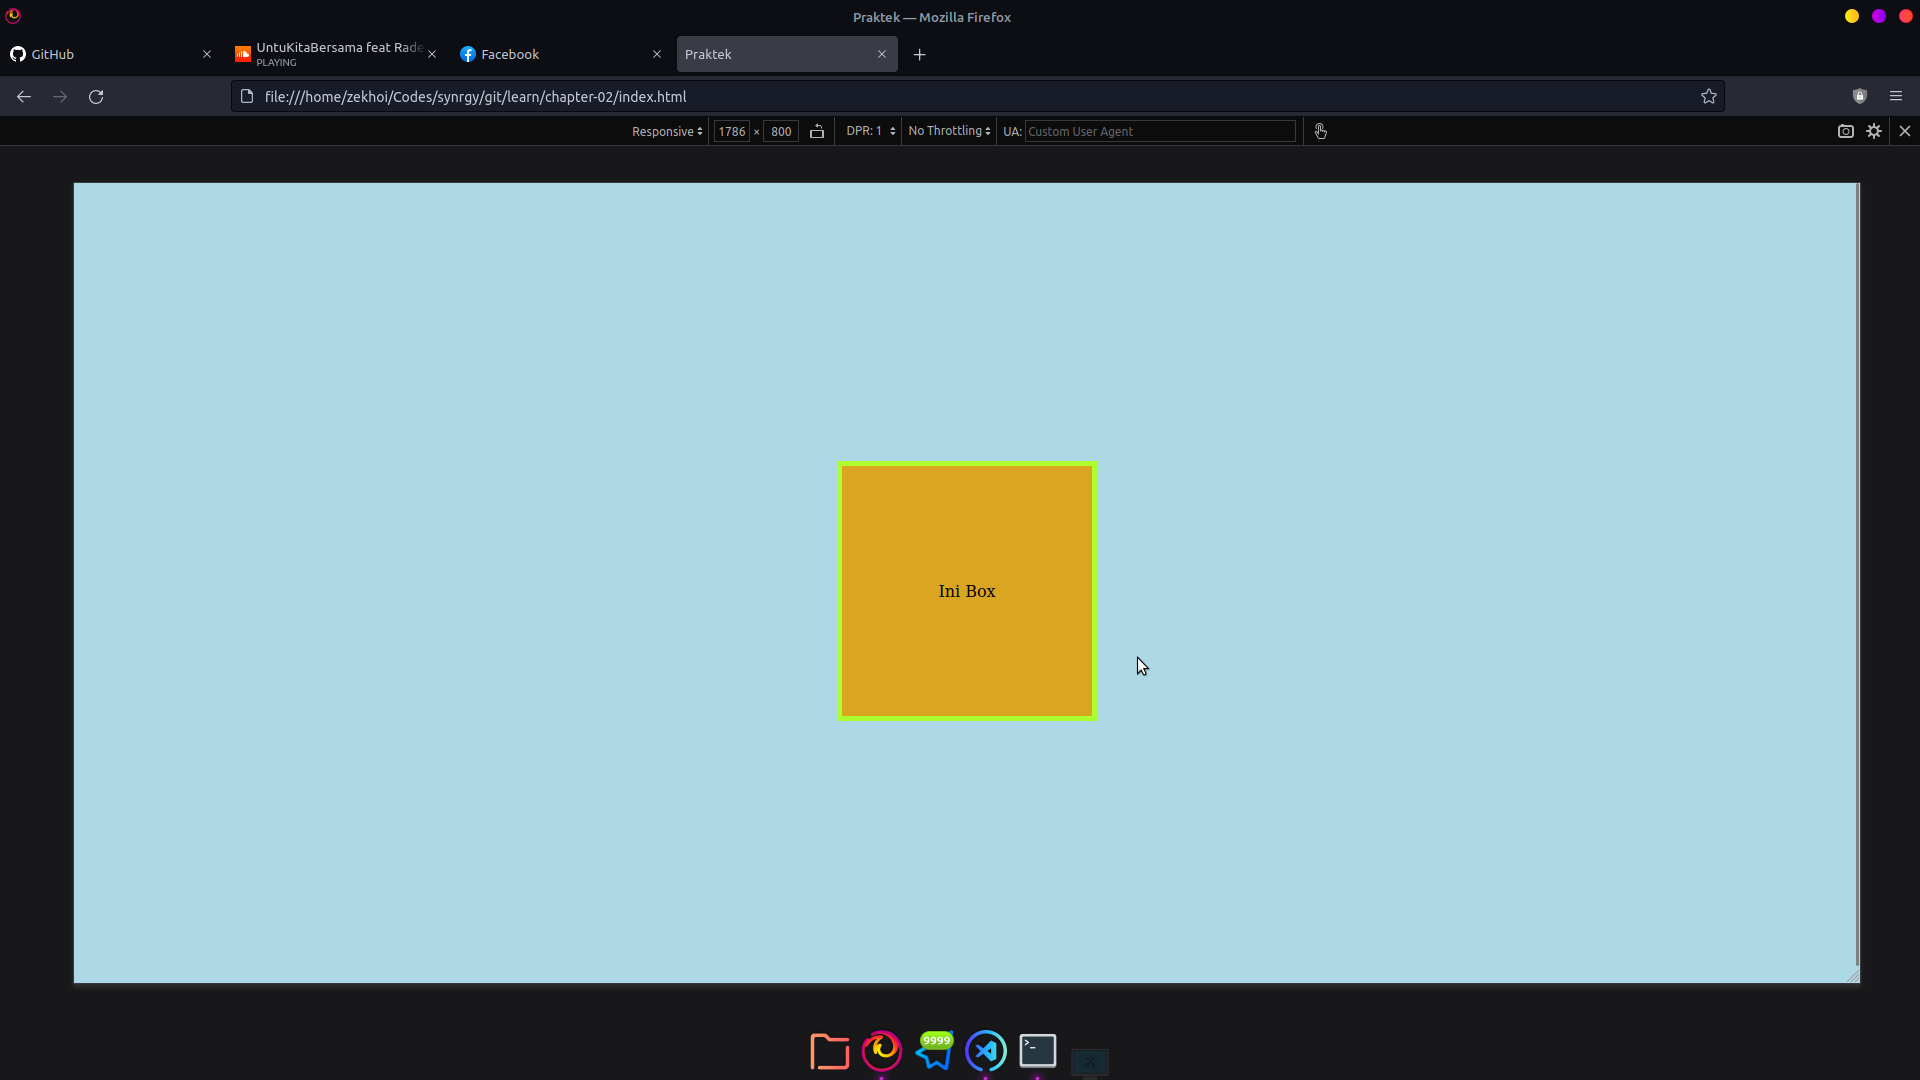 Praktek — Mozilla Firefox
GitHub
UntuKitaBersama feat Rade
PLAYING
Facebook
Praktek
file:///home/zekhoi/Codes/synrgy/git/learn/chapter-02/index.html
Responsive 1786 × 800 DPR: 1 No Throttling UA: Custom User Agent
Ini Box
9999
>_